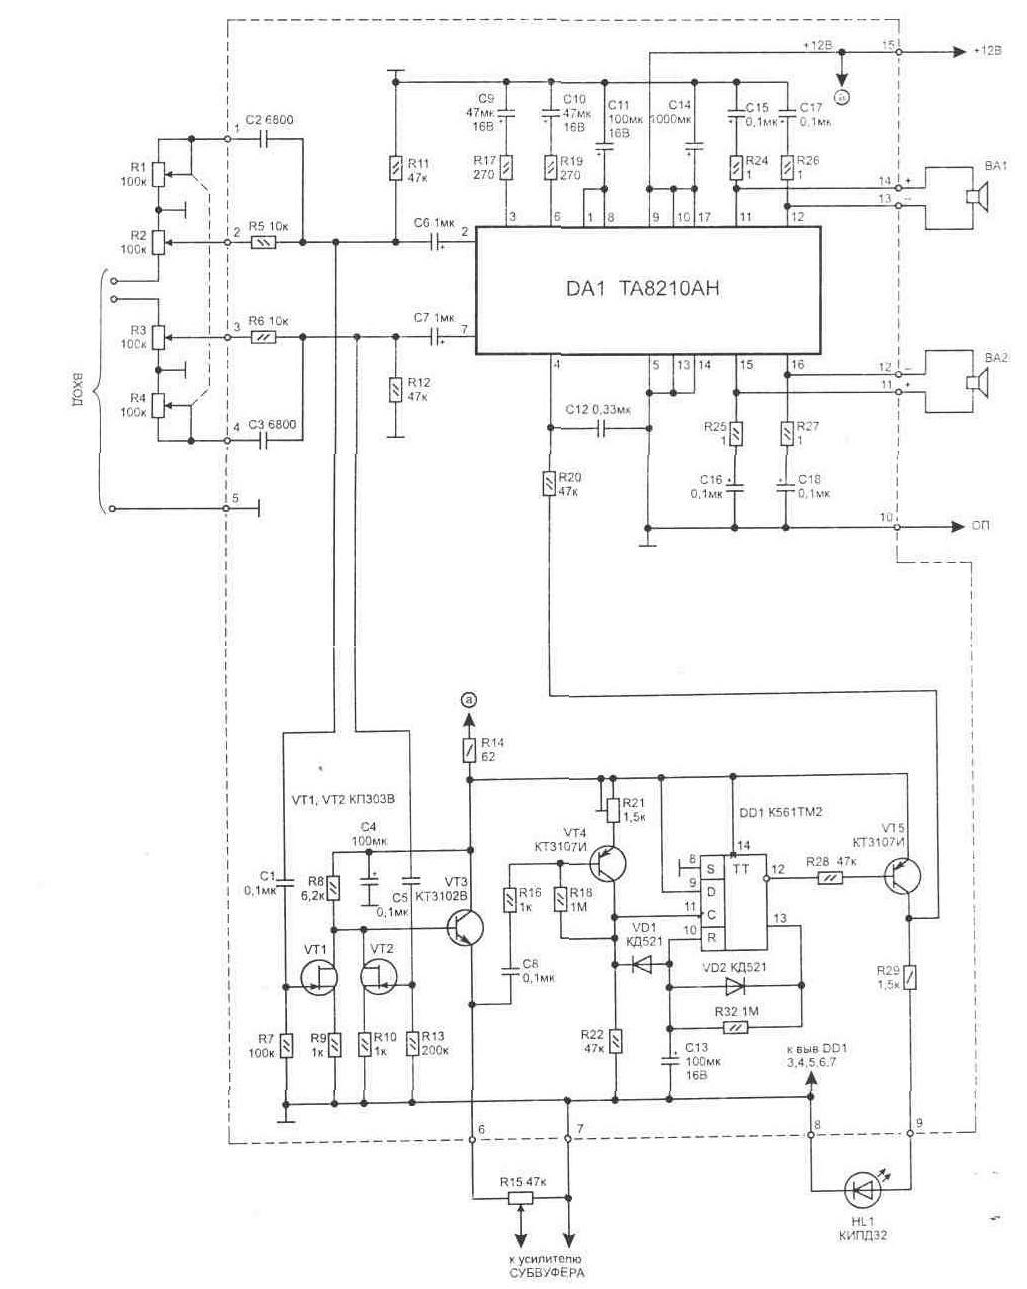 +12В
15
+12В
а
C2 6800
1
R1
100к
R2
100к
2
R5 10к
C9
47мк
16В
C10
47мк
16В
C11
100мк
16В
C14
1000мк
C15
0,1мк
C17
0,1мк
R11
47к
R17
270
R19
270
R24
1
R26
1
14
+
13
–
BA1
C6 1мк
2
3
6
1
8
9
10
17
11
12
DA1 TA8210AH
3
R6 10к
R3
100к
R4
100к
C7 1мк
7
ВХОД
4
C3 6800
R12
47к
4
5
13
14
15
16
12
–
11
+
BA2
C12 0,33мк
R25
1
R27
1
R20
47к
C16
0,1мк
C18
0,1мк
5
10
ОП
а
R14
62
VT1, VT2 КП303В
C4
100мк
R21
1,5к
DD1 К561ТМ2
VT4
КТ3107И
VT5
КТ3107И
14
8
S
TT
12
R28 47к
9
D
11
C
10
R
13
C1
0,1мк
R8
6,2к
C5
0,1мк
VT3
КТ3102В
R16
1к
R18
1М
VD1
КД521
VT1
VT2
C8
0,1мк
VD2 КД521
R29
1,5к
R32 1М
R7
100к
R9
1к
R10
1к
R13
200к
R22
47к
C13
100мк
16В
к выв DD1
3,4,5,6,7
6
7
8
9
R15 47к
HL1
КИПД32
к усилителю
СУБВУФЕРА